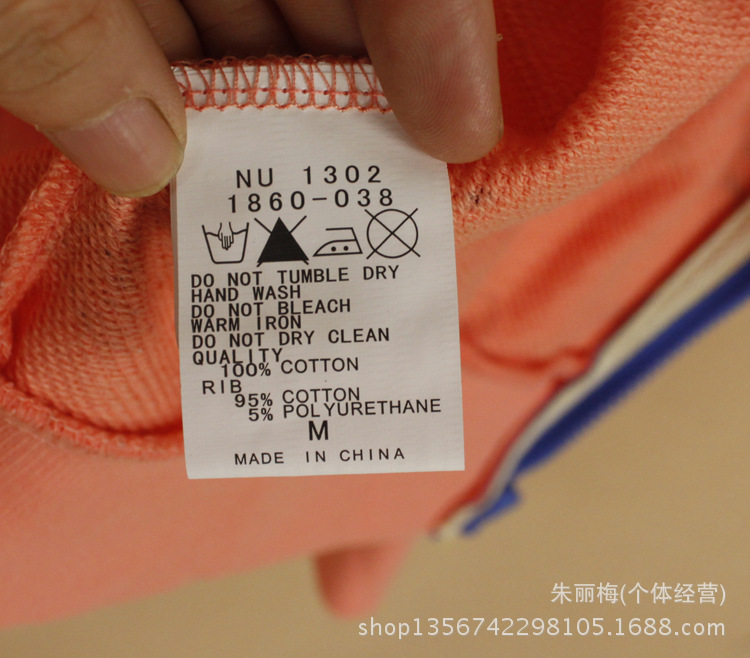 NU 1302
1860-038
DO NOT TUMBLE DRY
HAND WASH
DO NOT BLEACH
WARM IRON
DO NOT DRY CLEAN
QUALITY
100% COTTON
RIB
95% COTTON
5% POLYURETHANE
M
MADE IN CHINA
朱丽梅(个体经营)
shop1356742298105.1688.com